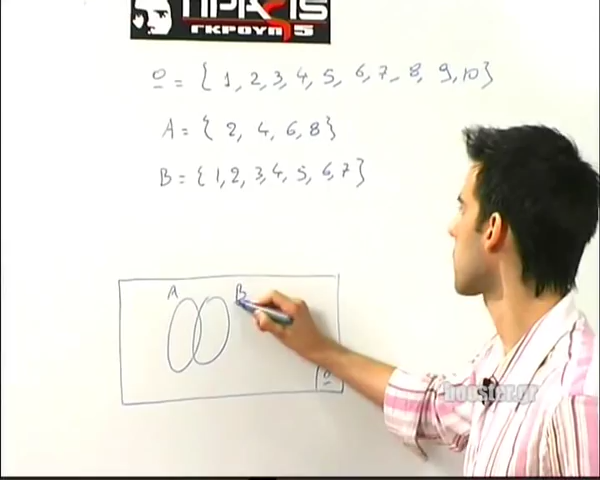 ΠΡΑΞΙΣ
ΓΚΡΟΥΠ 5
Ω = {1, 2, 3, 4, 5, 6, 7, 8, 9, 10}
A = {2, 4, 6, 8}
B = {1, 2, 3, 4, 5, 6, 7}
A B
Ω
booster.gr